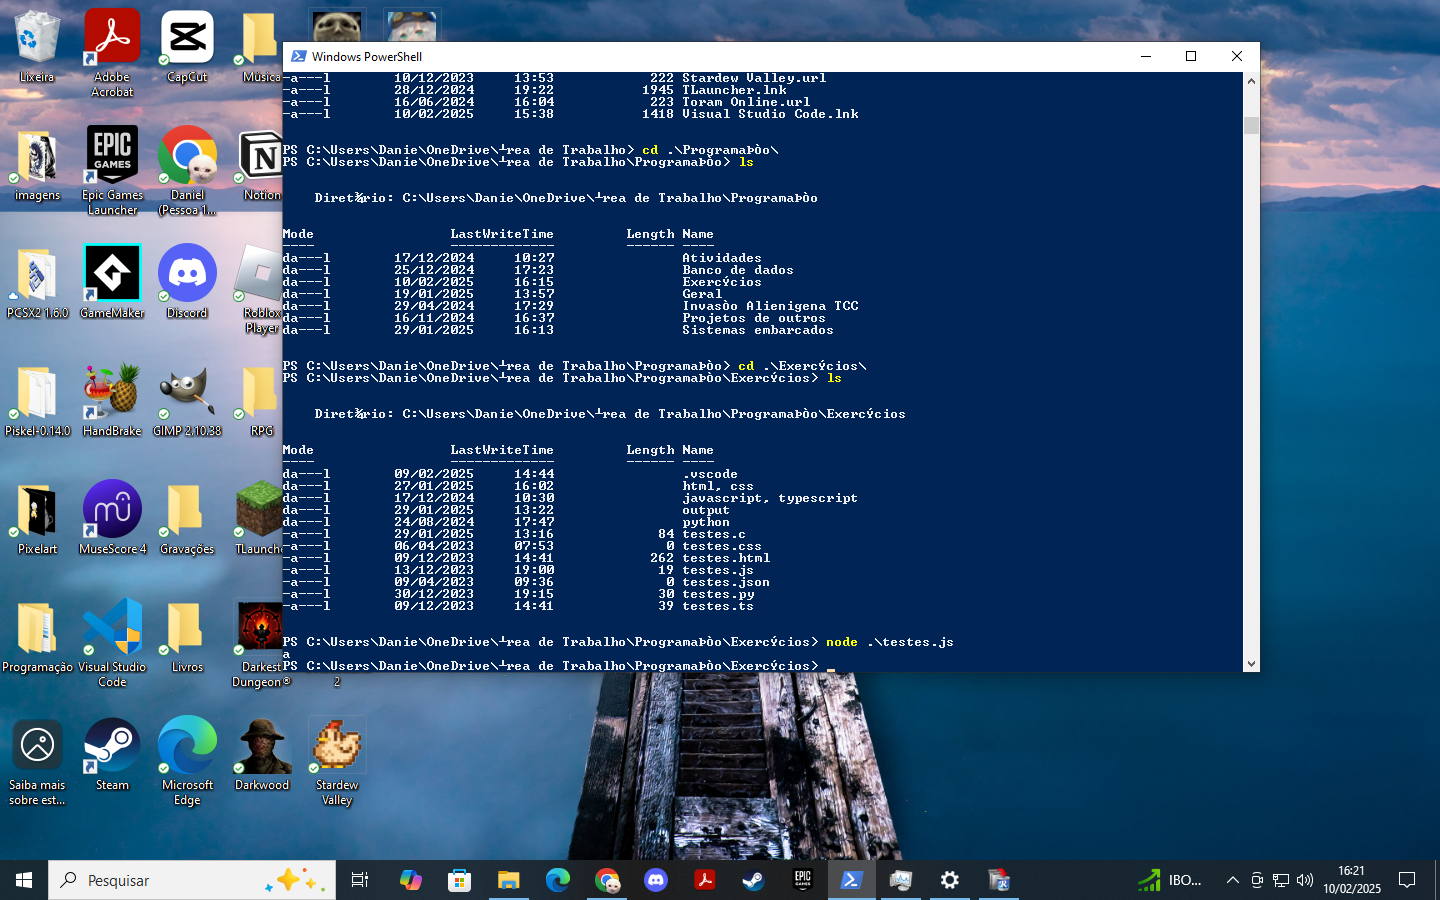 Lixeira
Adobe
Acrobat
CapCut
Música
imagens
Epic Games
Launcher
Daniel
(Pessoa 1...
Notion
PCSX2 1.6.0
GameMaker
Discord
Roblox
Player
Piskel-0.14.0
HandBrake
GIMP 2.10.38
RPG
Pixelart
MuseScore 4
Gravações
TLaunch
Programação
Visual Studio
Code
Livros
Darkest
Dungeon®
2
Saiba mais
sobre est...
Steam
Microsoft
Edge
Darkwood
Stardew
Valley
EPIC
GAMES
Windows PowerShell
-a---l 10/12/2023 13:53 222 Stardew Valley.url
-a---l 28/12/2024 19:22 1945 TLauncher.lnk
-a---l 16/06/2024 16:04 223 Toram Online.url
-a---l 10/02/2025 15:38 1418 Visual Studio Code.lnk
PS C:\Users\Danie\OneDrive\┴rea de Trabalho> cd .\ProgramaÞÒo\
PS C:\Users\Danie\OneDrive\┴rea de Trabalho\ProgramaÞÒo> ls
Diret¾rio: C:\Users\Danie\OneDrive\┴rea de Trabalho\ProgramaÞÒo
Mode LastWriteTime Length Name
---- ------------- ------ ----
da---l 17/12/2024 10:27 Atividades
da---l 25/12/2024 17:23 Banco de dados
da---l 10/02/2025 16:15 ExercÝcios
da---l 19/01/2025 13:57 Geral
da---l 29/04/2024 17:29 InvasÒo Alienigena TCC
da---l 16/11/2024 16:37 Projetos de outros
da---l 29/01/2025 16:13 Sistemas embarcados
PS C:\Users\Danie\OneDrive\┴rea de Trabalho\ProgramaÞÒo> cd .\ExercÝcios\
PS C:\Users\Danie\OneDrive\┴rea de Trabalho\ProgramaÞÒo\ExercÝcios> ls
Diret¾rio: C:\Users\Danie\OneDrive\┴rea de Trabalho\ProgramaÞÒo\ExercÝcios
Mode LastWriteTime Length Name
---- ------------- ------ ----
da---l 09/02/2025 14:44 .vscode
da---l 27/01/2025 16:02 html, css
da---l 17/12/2024 10:30 javascript, typescript
da---l 29/01/2025 13:22 output
da---l 24/08/2024 17:47 python
-a---l 29/01/2025 13:16 84 testes.c
-a---l 06/04/2023 07:53 0 testes.css
-a---l 09/12/2023 14:41 262 testes.html
-a---l 13/12/2023 19:00 19 testes.js
-a---l 09/04/2023 09:36 0 testes.json
-a---l 30/12/2023 19:15 30 testes.py
-a---l 09/12/2023 14:41 39 testes.ts
PS C:\Users\Danie\OneDrive\┴rea de Trabalho\ProgramaÞÒo\ExercÝcios> node .\testes.js
a
PS C:\Users\Danie\OneDrive\┴rea de Trabalho\ProgramaÞÒo\ExercÝcios>
Pesquisar
IBO...
16:21
10/02/2025